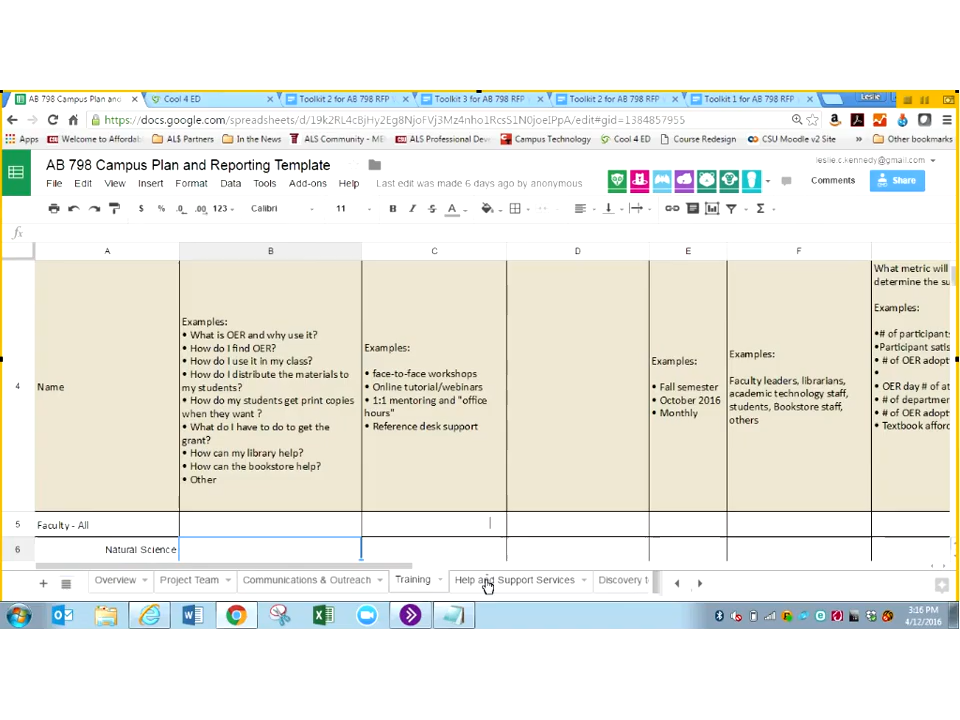 AB 798 Campus Plan and
Cool 4 ED
Toolkit 2 for AB 798 RFP
Toolkit 3 for AB 798 RFP
Toolkit 2 for AB 798 RFP
Toolkit 1 for AB 798 RFP
Leslie
https://docs.google.com/spreadsheets/d/19k2RL4cBjHy2Eg8NjoFVj3Mz4nho1RcsS1N0JoeIPpA/edit#gid=1384857955
Apps
Welcome to Affordal
ALS Partners
In the News
ALS Community - ME
ALS Professional Dev
Campus Technology
Cool 4 ED
Course Redesign
CSU Moodle v2 Site
»
Other bookmarks
AB 798 Campus Plan and Reporting Template
leslie.c.kennedy@gmail.com
File Edit View Insert Format Data Tools Add-ons Help Last edit was made 6 days ago by anonymous
Comments
Share
$ % .0 .00 123 Calibri 11 B I S A Σ
fx
A B C D E F
4
Name
Examples:
• What is OER and why use it?
• How do I find OER?
• How do I use it in my class?
• How do I distribute the materials to
my students?
• How do my students get print copies
when they want ?
• What do I have to do to get the
grant?
• How can my library help?
• How can the bookstore help?
• Other
Examples:
• face-to-face workshops
• Online tutorial/webinars
• 1:1 mentoring and "office
hours"
• Reference desk support
Examples:
• Fall semester
• October 2016
• Monthly
Examples:
Faculty leaders, librarians,
academic technology staff,
students, Bookstore staff,
others
What metric will
determine the su
Examples:
•# of participant
•Participant satis
• # of OER adopt
•
• OER day # of at
• # of department
• # of OER adopt
• Textbook affor
5 Faculty - All
6 Natural Science
Overview
Project Team
Communications & Outreach
Training
Help and Support Services
Discovery t
3:16 PM
4/12/2016